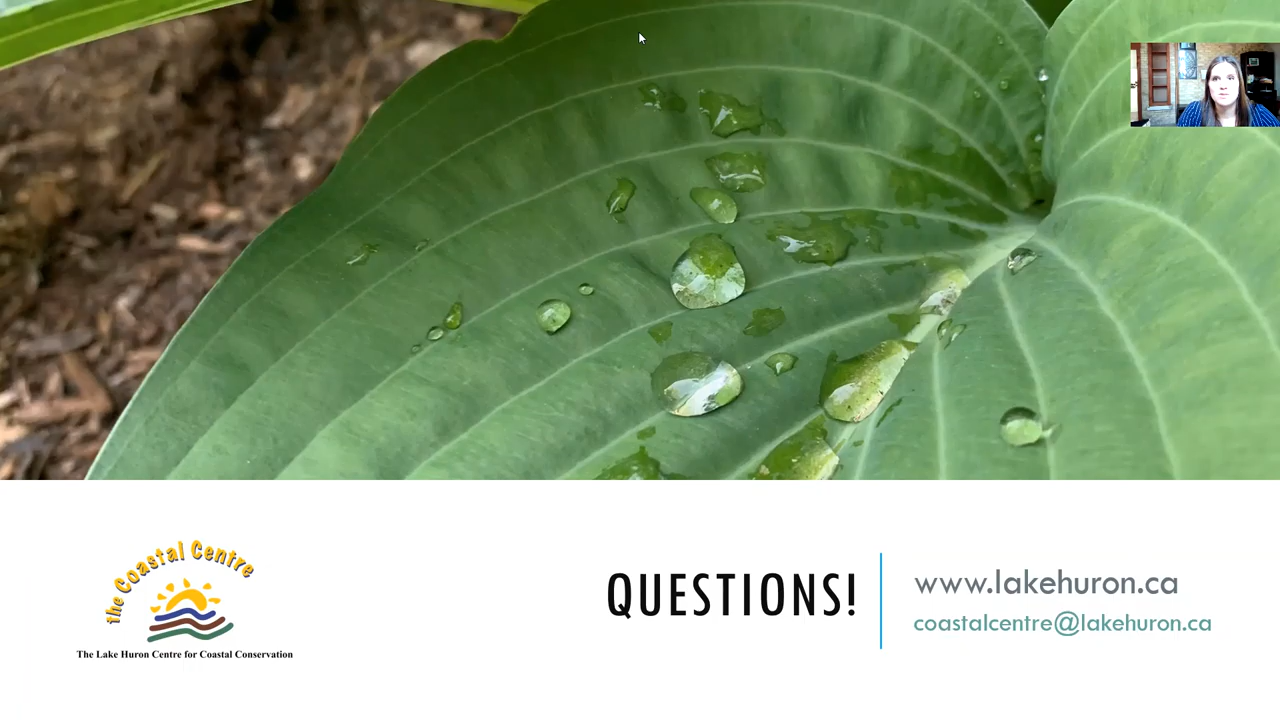 the Coastal Centre
The Lake Huron Centre for Coastal Conservation
QUESTIONS!
www.lakehuron.ca
coastalcentre@lakehuron.ca